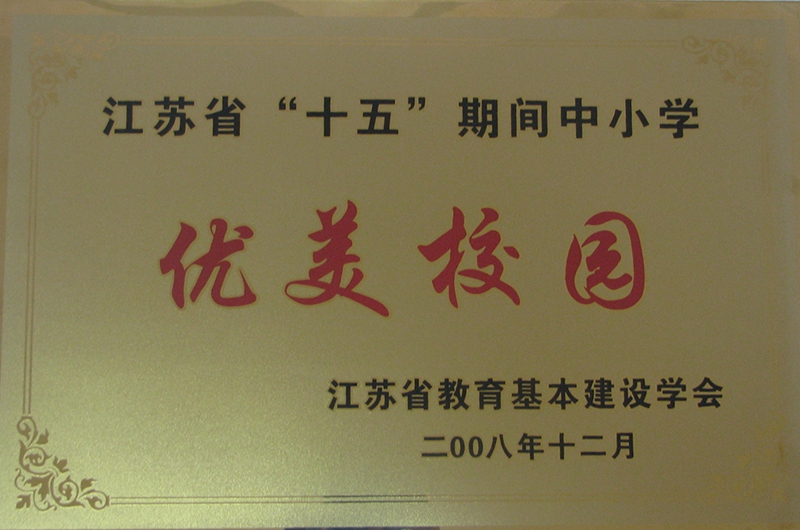 江苏省“十五”期间中小学
优美校园
江苏省教育基本建设学会
二00八年十二月